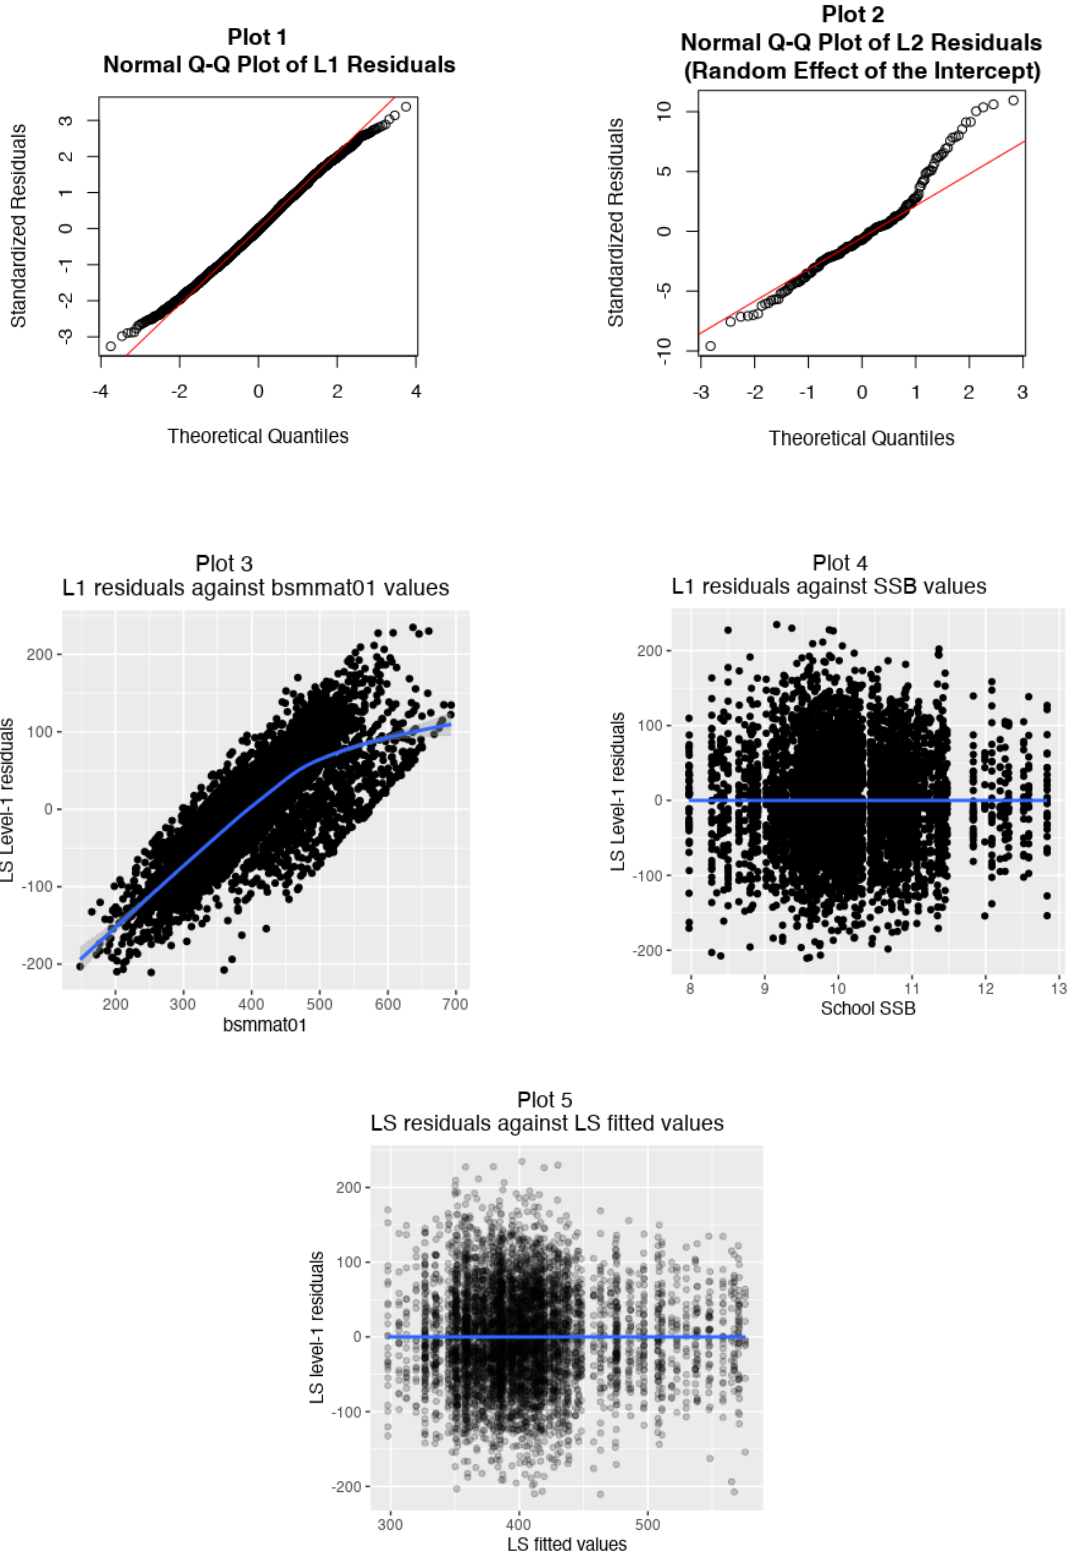 Plot 1
Normal Q-Q Plot of L1 Residuals
Standardized Residuals
3
2
1
0
-1
-2
-3
-4
-2
0
2
4
Theoretical Quantiles
Plot 2
Normal Q-Q Plot of L2 Residuals
(Random Effect of the Intercept)
Standardized Residuals
10
5
0
-5
-10
-3
-2
-1
0
1
2
3
Theoretical Quantiles
Plot 3
L1 residuals against bsmmat01 values
LS Level-1 residuals
200
100
0
-100
-200
200
300
400
500
600
700
bsmmat01
Plot 4
L1 residuals against SSB values
LS Level-1 residuals
200
100
0
-100
-200
8
9
10
11
12
13
School SSB
Plot 5
LS residuals against LS fitted values
LS level-1 residuals
200
100
0
-100
-200
300
400
500
LS fitted values